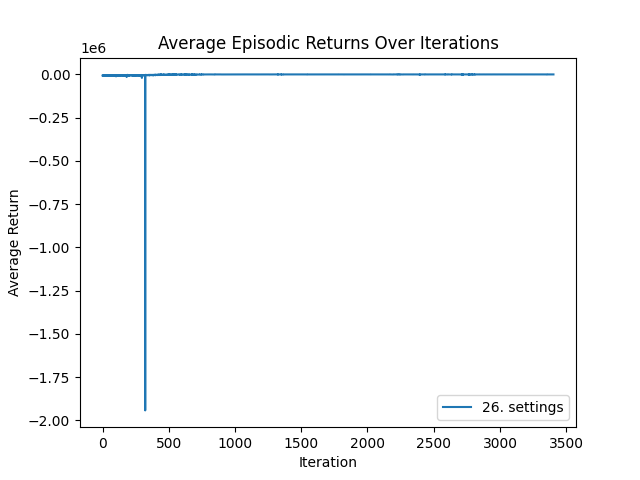 Average Episodic Returns Over Iterations
1e6
0.00
−0.25
−0.50
−0.75
−1.00
−1.25
−1.50
−1.75
−2.00
Average Return
26. settings
0 500 1000 1500 2000 2500 3000 3500
Iteration